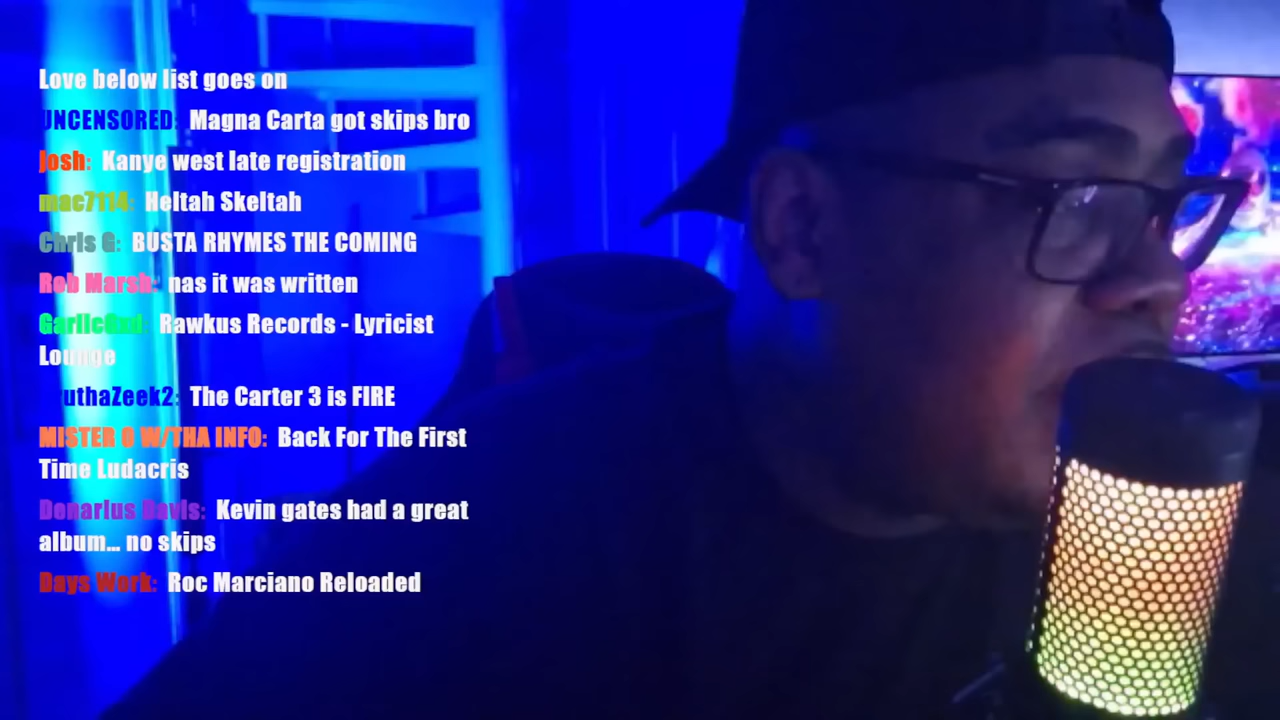 Love below list goes on
UNCENSORED: Magna Carta got skips bro
Josh: Kanye west late registration
mac7114: Heltah Skeltah
Chris G: BUSTA RHYMES THE COMING
Rob Marsh: nas it was written
Rawkus Records - Lyricist
Lounge
The Carter 3 is FIRE
MISTER O W/THA INFO: Back For The First
Time Ludacris
Denarius Davis: Kevin gates had a great
album... no skips
Days Work: Roc Marciano Reloaded